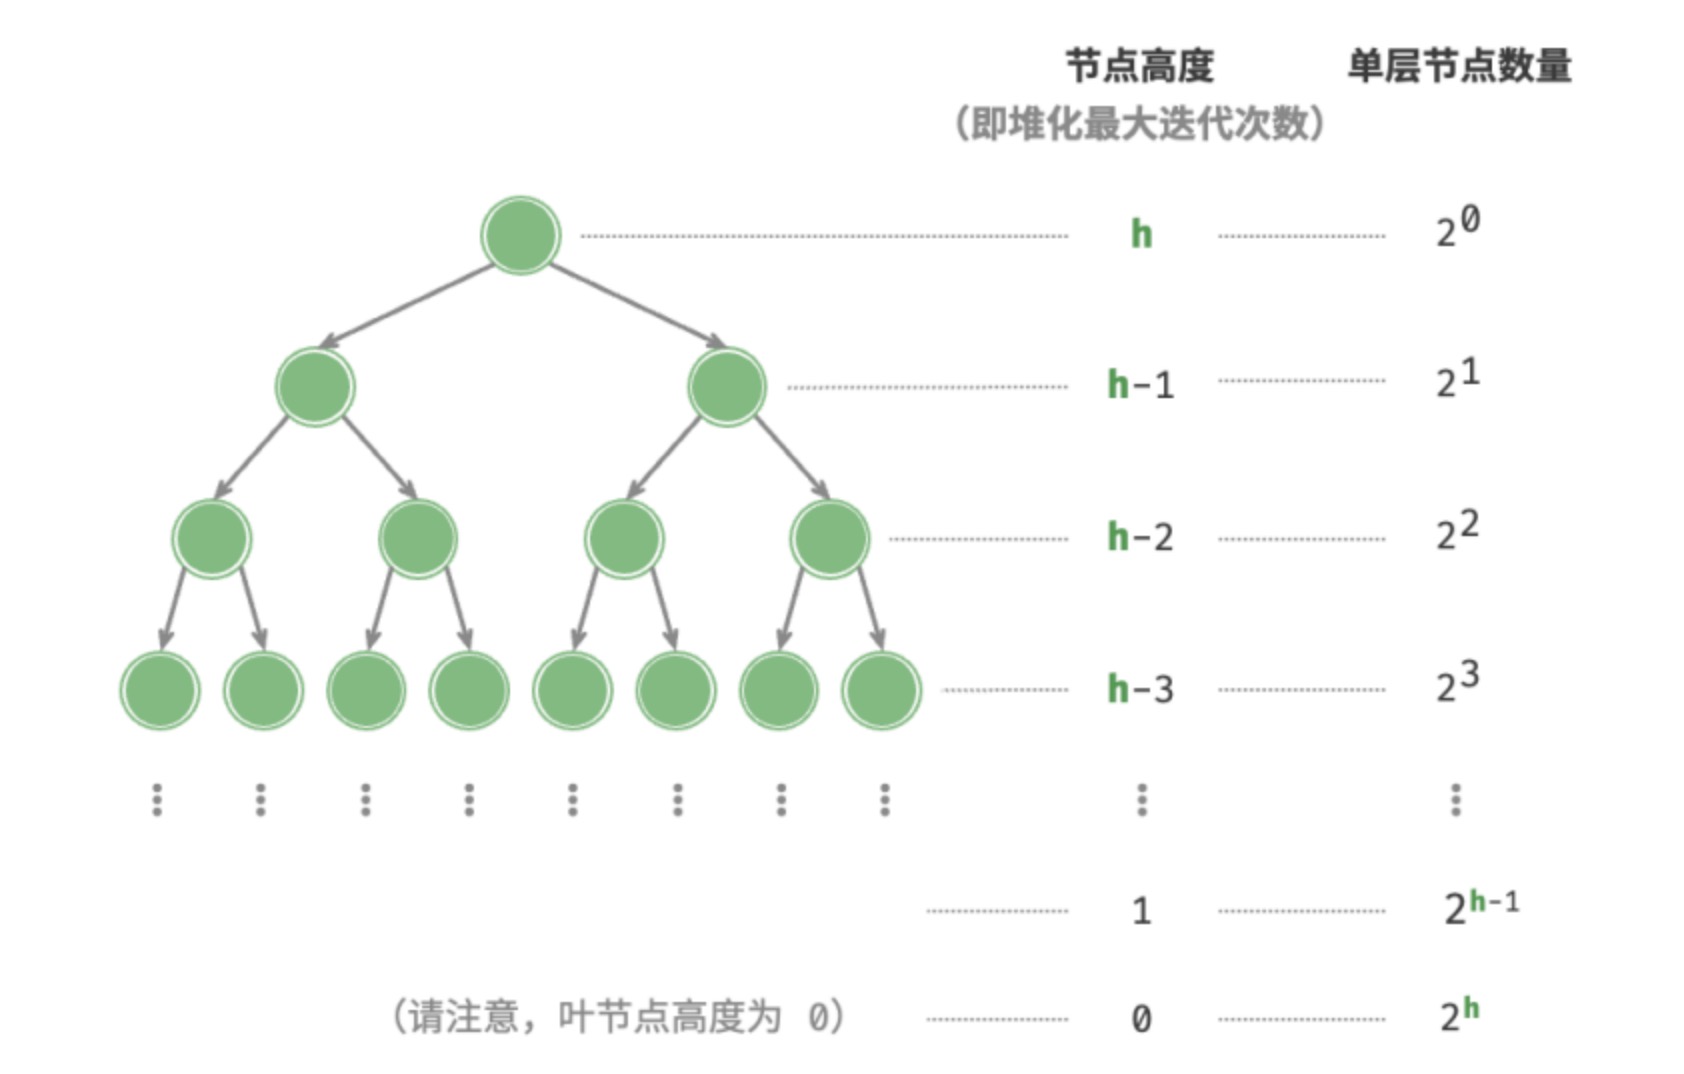 节点高度 单层节点数量
（即堆化最大迭代次数）
h 2^0
h-1 2^1
h-2 2^2
h-3 2^3
1 2^h-1
（请注意，叶节点高度为 0） 0 2^h